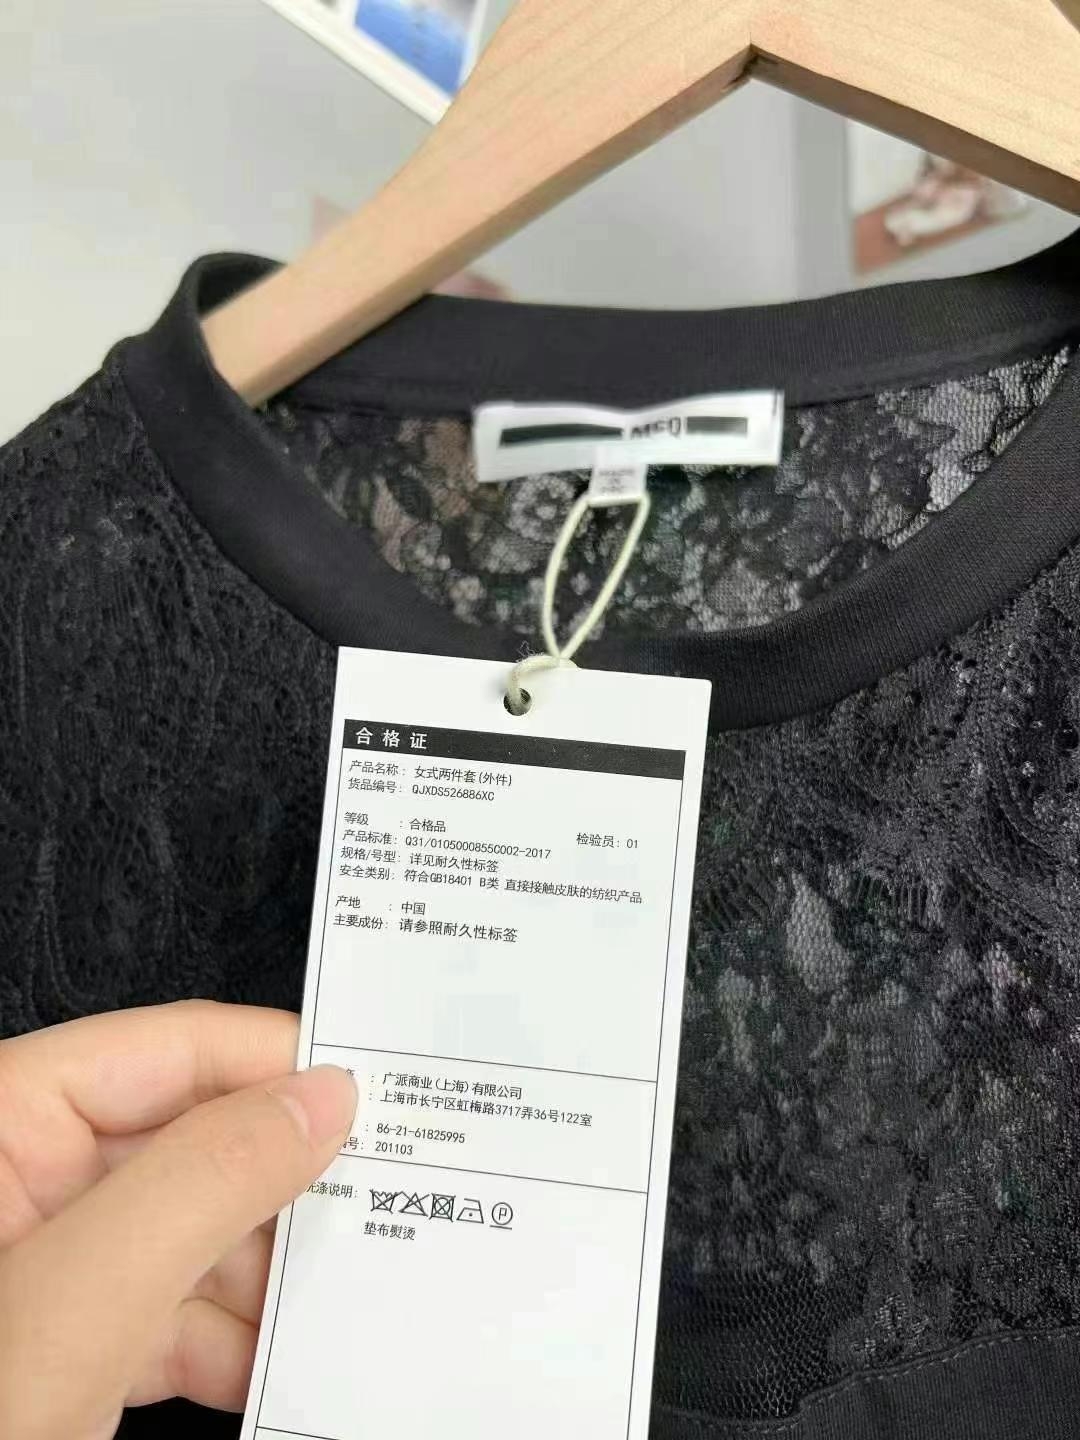 McQ
合格证
产品名称: 女式两件套(外件)
货品编号: QJXDS526886XC
等级 : 合格品 检验员: 01
产品标准: Q31/0105000855C002-2017
规格/号型: 详见耐久性标签
安全类别: 符合GB18401 B类 直接接触皮肤的纺织产品
产地 : 中国
主要成份: 请参照耐久性标签
: 广派商业(上海)有限公司
: 上海市长宁区虹梅路3717弄36号122室
: 86-21-61825995
号: 201103
洗涤说明:
P
垫布熨烫